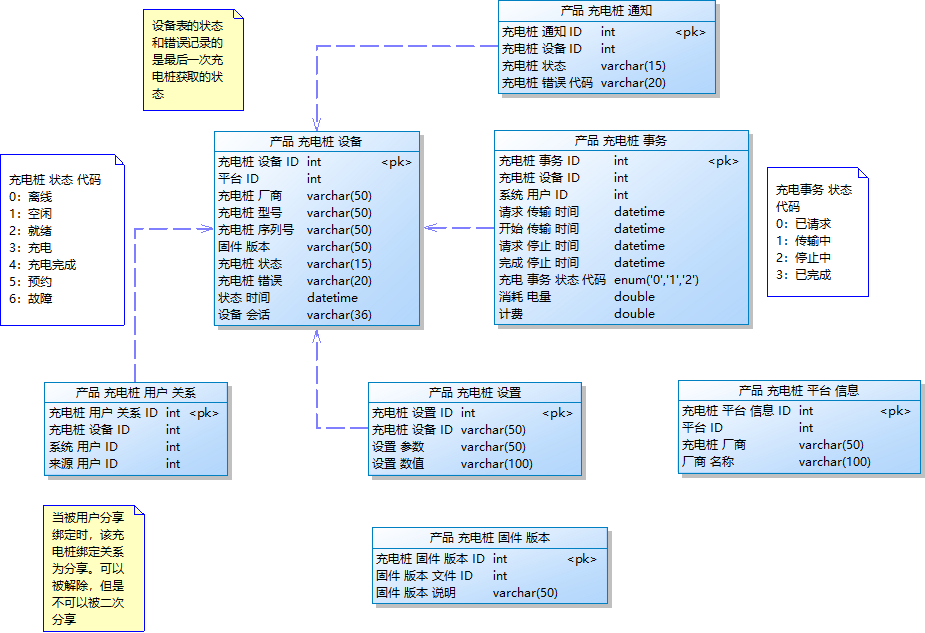 设备表的状态
和错误记录的
是最后一次充
电桩获取的状
态
产品 充电桩 通知
充电桩 通知 ID int <pk>
充电桩 设备 ID int
充电桩 状态 varchar(15)
充电桩 错误 代码 varchar(20)
充电桩 状态 代码
0：离线
1：空闲
2：就绪
3：充电
4：充电完成
5：预约
6：故障
产品 充电桩 设备
充电桩 设备 ID int <pk>
平台 ID int
充电桩 厂商 varchar(50)
充电桩 型号 varchar(50)
充电桩 序列号 varchar(50)
固件 版本 varchar(50)
充电桩 状态 varchar(15)
充电桩 错误 varchar(20)
状态 时间 datetime
设备 会话 varchar(36)
产品 充电桩 事务
充电桩 事务 ID int <pk>
充电桩 设备 ID int
系统 用户 ID int
请求 传输 时间 datetime
开始 传输 时间 datetime
请求 停止 时间 datetime
完成 停止 时间 datetime
充电 事务 状态 代码 enum('0','1','2')
消耗 电量 double
计费 double
充电事务 状态
代码
0：已请求
1：传输中
2：停止中
3：已完成
产品 充电桩 用户 关系
充电桩 用户 关系 ID int <pk>
充电桩 设备 ID int
系统 用户 ID int
来源 用户 ID int
产品 充电桩 设置
充电桩 设置 ID int <pk>
充电桩 设备 ID varchar(50)
设置 参数 varchar(50)
设置 数值 varchar(100)
产品 充电桩 平台 信息
充电桩 平台 信息 ID int <pk>
平台 ID int
充电桩 厂商 varchar(50)
厂商 名称 varchar(100)
当被用户分享
绑定时，该充
电桩绑定关系
为分享。可以
被解除，但是
不可以被二次
分享
产品 充电桩 固件 版本
充电桩 固件 版本 ID int <pk>
固件 版本 文件 ID int
固件 版本 说明 varchar(50)